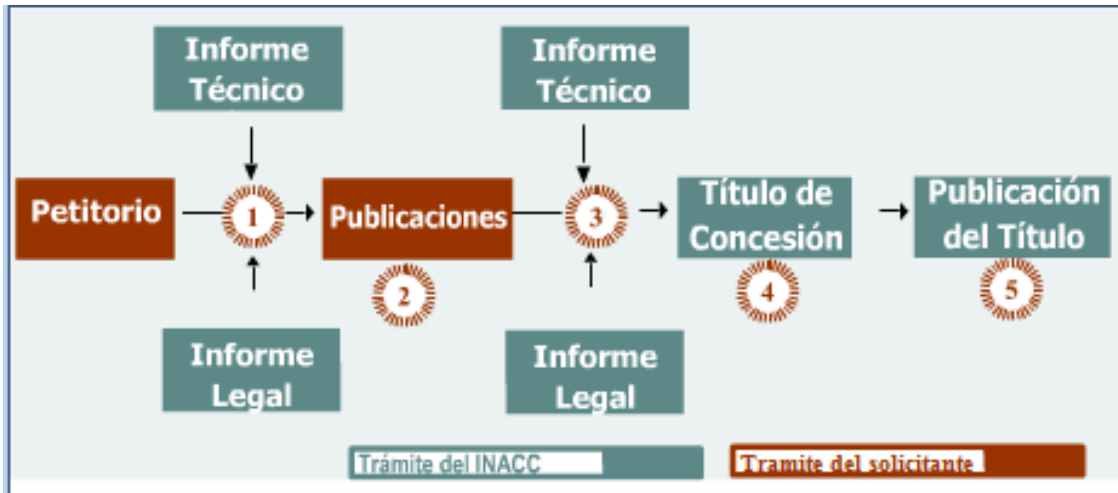 Informe
Técnico
Informe
Técnico
Petitorio
1
Publicaciones
3
Título de
Concesión
Publicación
del Título
2
4
5
Informe
Legal
Informe
Legal
Trámite del INACC
Tramite del solicitante